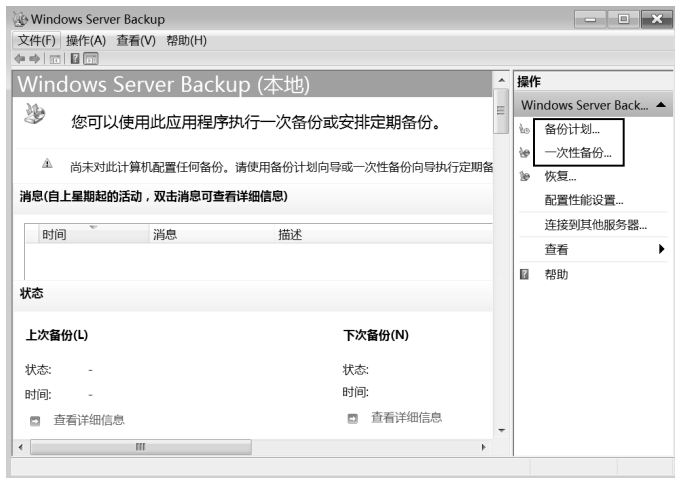 Windows Server Backup
文件(F) 操作(A) 查看(V) 帮助(H)
Windows Server Backup (本地)
您可以使用此应用程序执行一次备份或安排定期备份。
尚未对此计算机配置任何备份。请使用备份计划向导或一次性备份向导执行定期备
消息(自上星期起的活动，双击消息可查看详细信息)
时间 消息 描述
状态
上次备份(L)
状态: -
时间: -
查看详细信息
下次备份(N)
状态:
时间:
查看详细信息
操作
Windows Server Back...
备份计划...
一次性备份...
恢复...
配置性能设置...
连接到其他服务器...
查看
帮助